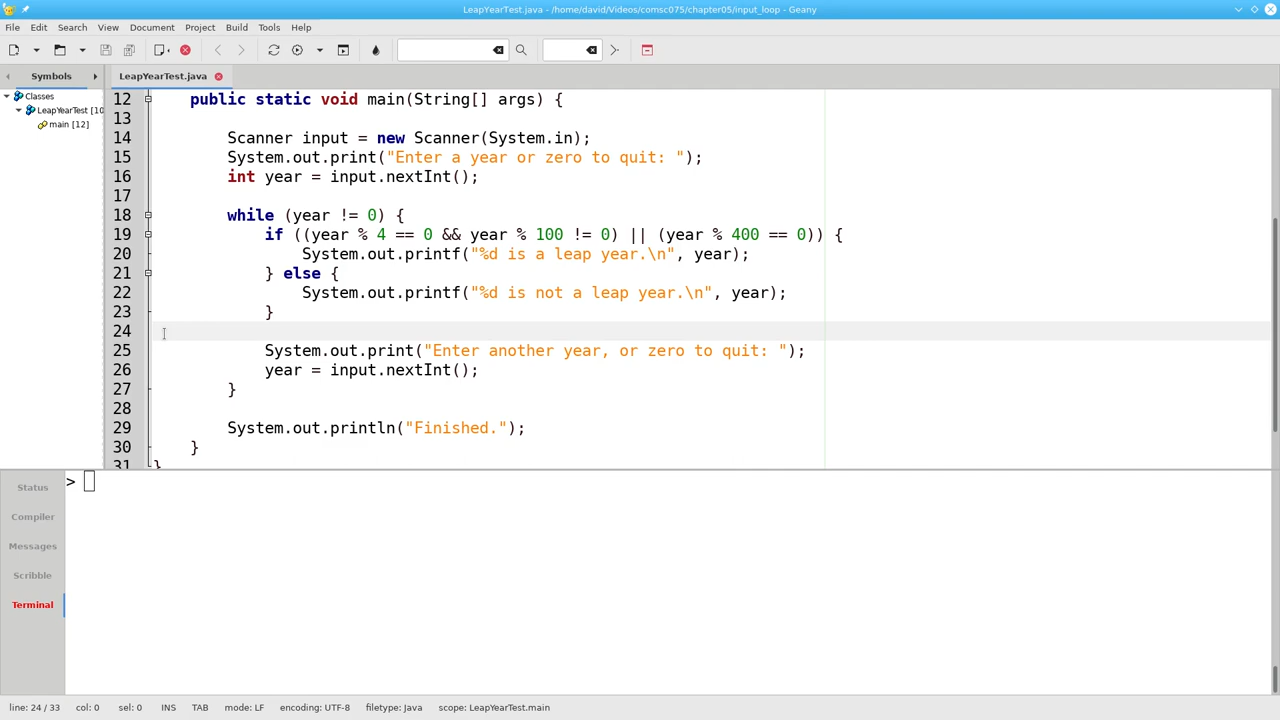 LeapYearTest.java - /home/david/Videos/comsc075/chapter05/input_loop - Geany
File Edit Search View Document Project Build Tools Help
Symbols LeapYearTest.java
Classes
LeapYearTest [10
main [12]
12 public static void main(String[] args) {
13
14 Scanner input = new Scanner(System.in);
15 System.out.print("Enter a year or zero to quit: ");
16 int year = input.nextInt();
17
18 while (year != 0) {
19 if ((year % 4 == 0 && year % 100 != 0) || (year % 400 == 0)) {
20 System.out.printf("%d is a leap year.\n", year);
21 } else {
22 System.out.printf("%d is not a leap year.\n", year);
23 }
24
25 System.out.print("Enter another year, or zero to quit: ");
26 year = input.nextInt();
27 }
28
29 System.out.println("Finished.");
30 }
31 }
Status
Compiler
Messages
Scribble
Terminal
>
line: 24 / 33 col: 0 sel: 0 INS TAB mode: LF encoding: UTF-8 filetype: Java scope: LeapYearTest.main